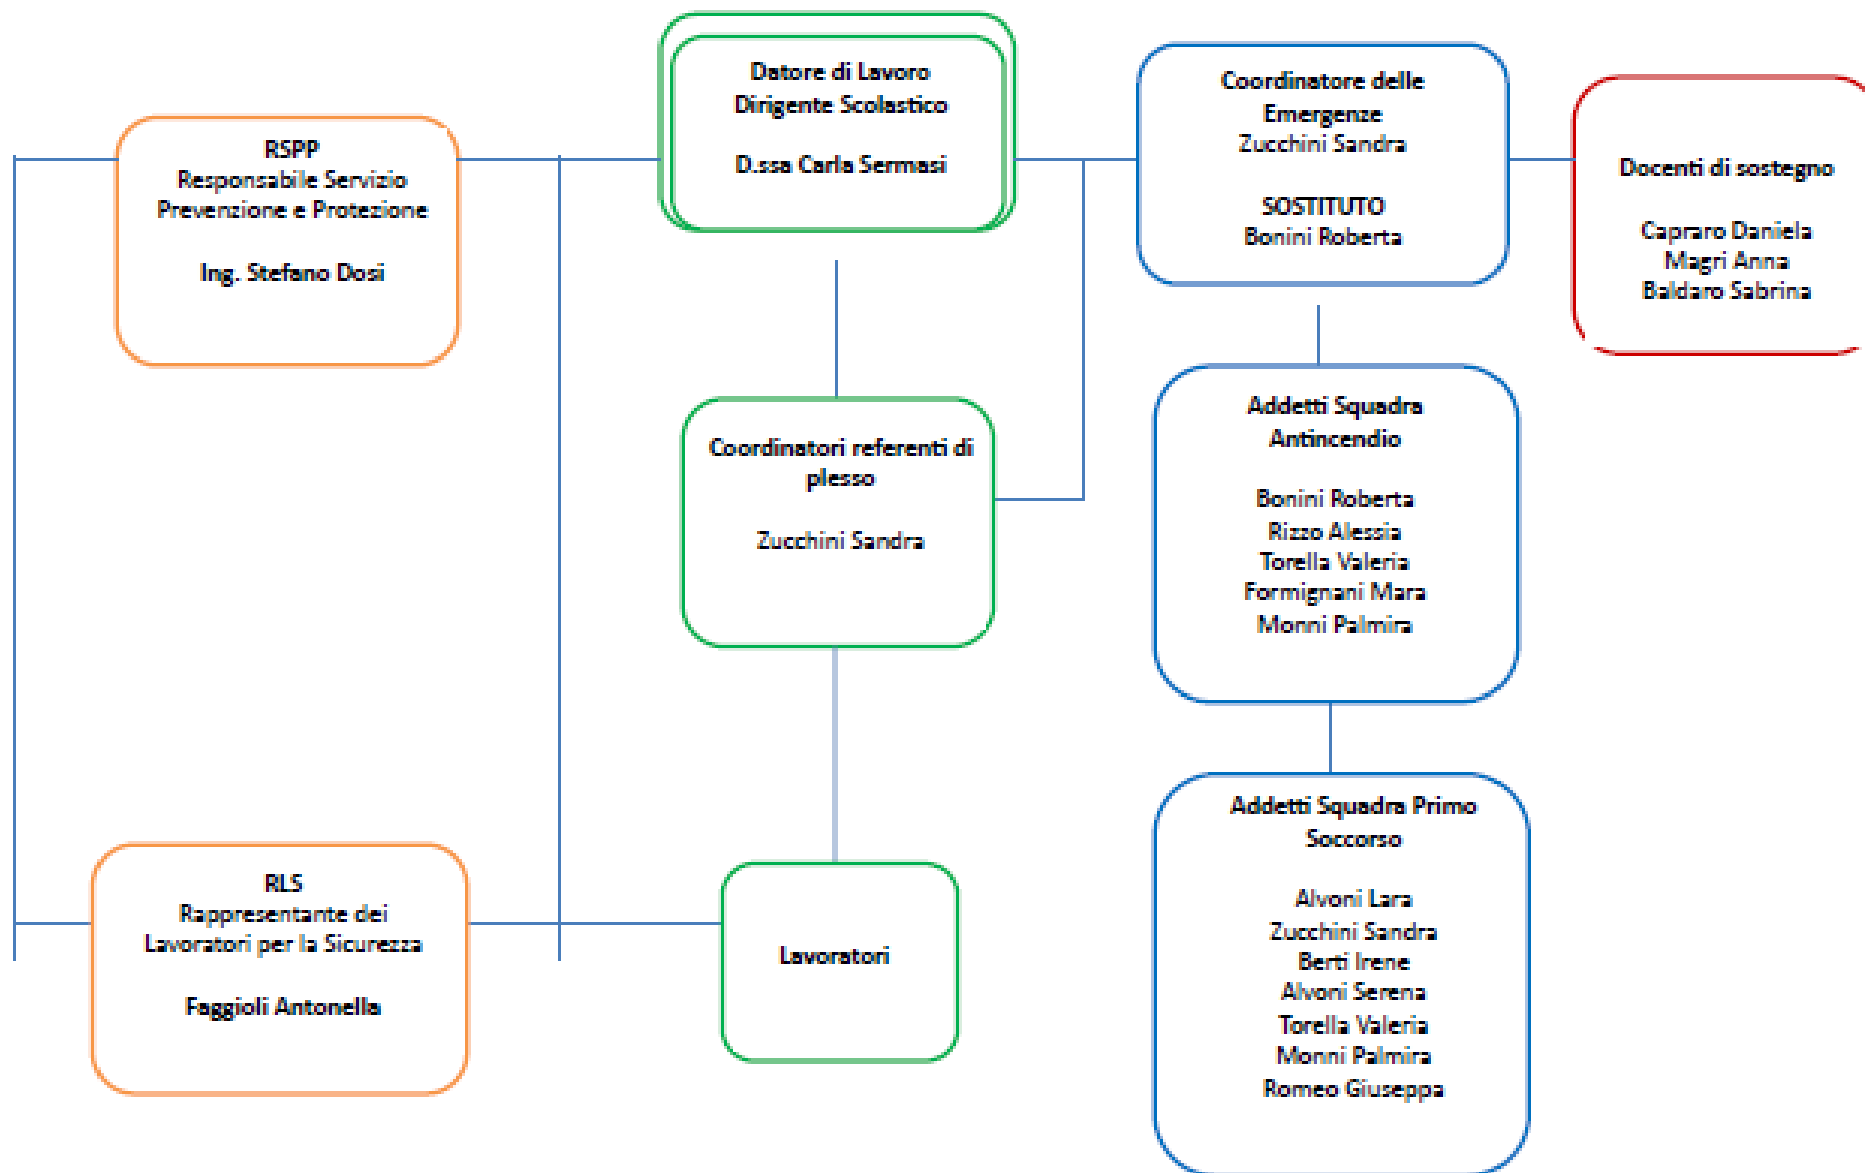 RSPP
Responsabile Servizio
Prevenzione e Protezione
Ing. Stefano Dosi
Datore di Lavoro
Dirigente Scolastico
D.ssa Carla Sermasi
Coordinatore delle
Emergenze
Zucchini Sandra
SOSTITUTO
Bonini Roberta
Docenti di sostegno
Capraro Daniela
Magri Anna
Baldaro Sabrina
Coordinatori referenti di
plesso
Zucchini Sandra
Addetti Squadra
Antincendio
Bonini Roberta
Rizzo Alessia
Torella Valeria
Formignani Mara
Monni Palmira
RLS
Rappresentante dei
Lavoratori per la Sicurezza
Faggioli Antonella
Lavoratori
Addetti Squadra Primo
Soccorso
Alvoni Lara
Zucchini Sandra
Berti Irene
Alvoni Serena
Torella Valeria
Monni Palmira
Romeo Giuseppa